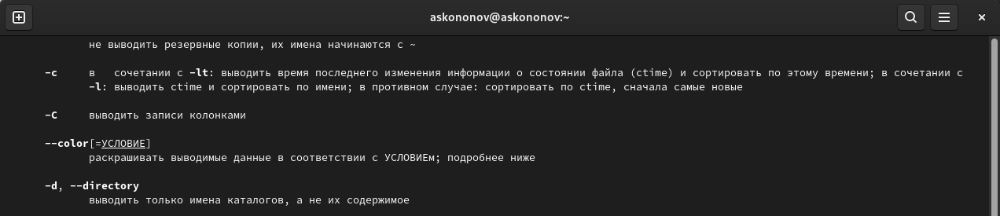 askononov@askononov:~
не выводить резервные копии, их имена начинаются с ~
-c в сочетании с -lt: выводить время последнего изменения информации о состоянии файла (ctime) и сортировать по этому времени; в сочетании с
-l: выводить ctime и сортировать по имени; в противном случае: сортировать по ctime, сначала самые новые
-C выводить записи колонками
--color[=УСЛОВИЕ]
раскрашивать выводимые данные в соответствии с УСЛОВИЕм; подробнее ниже
-d, --directory
выводить только имена каталогов, а не их содержимое